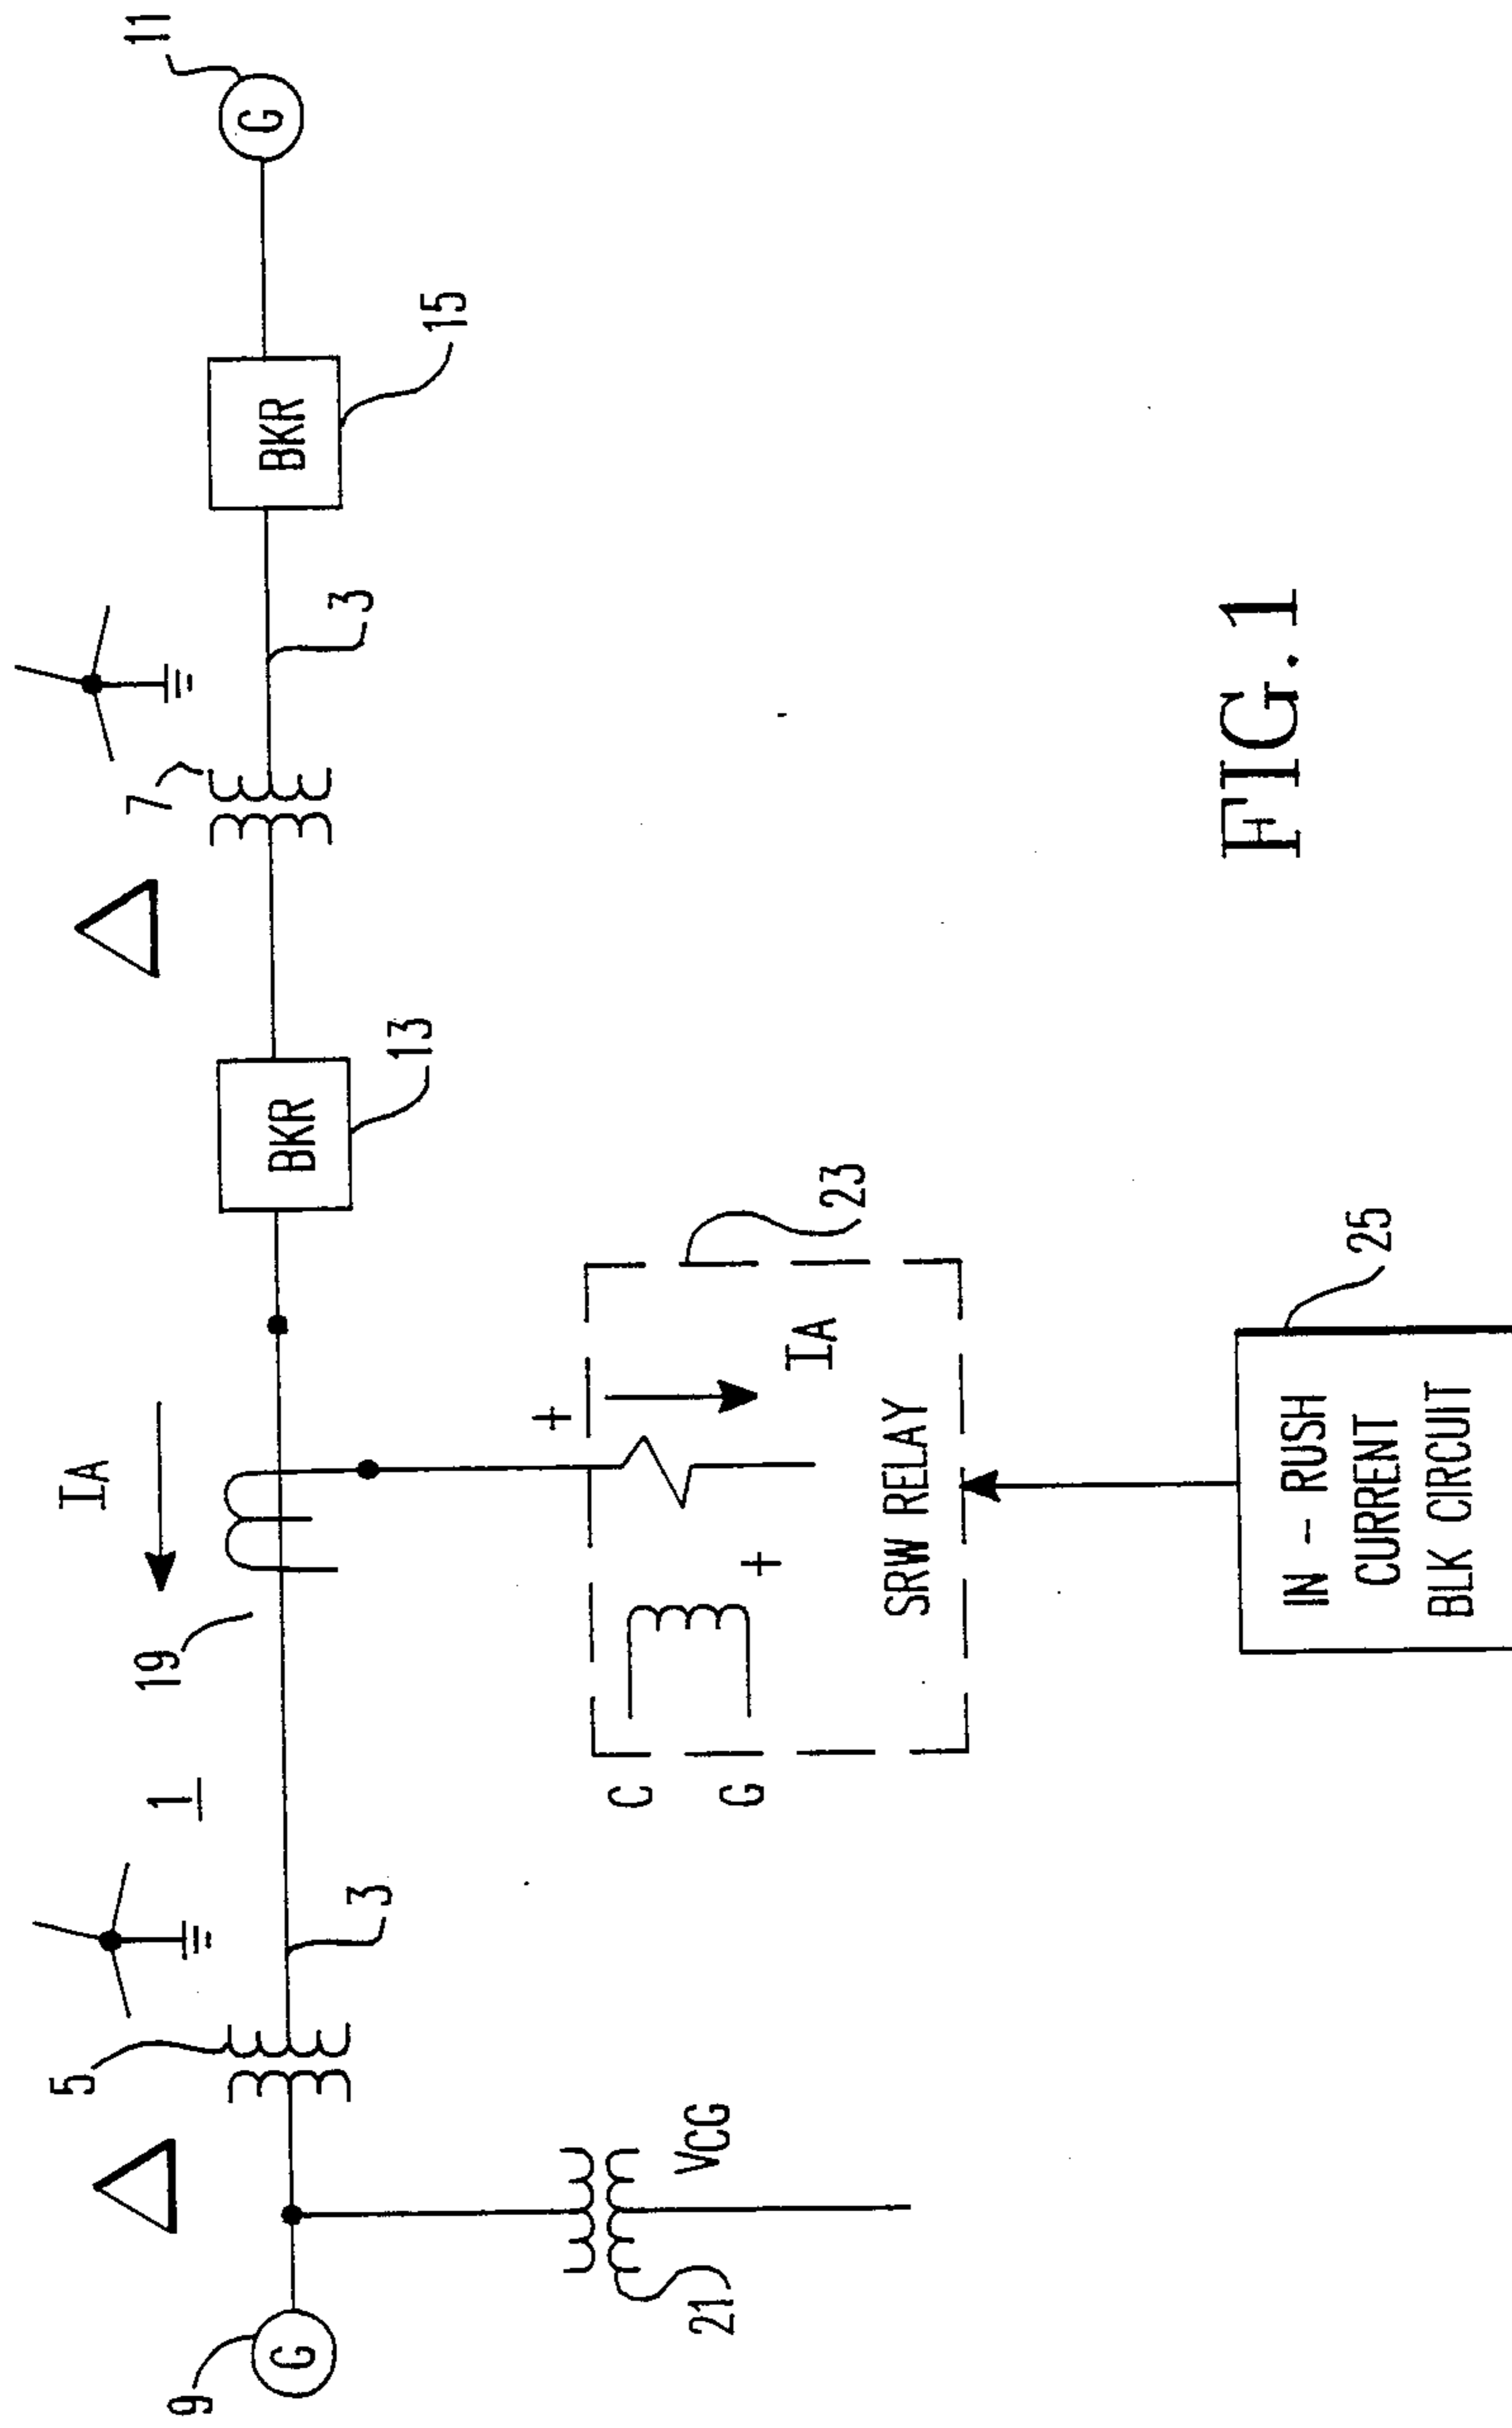 5
1
19
IA
7
11
9
G
3
BKR
13
3
BKR
15
G
21
VCG
C
G
+
+
IA
23
SRW RELAY
IN - RUSH
CURRENT
BLK CIRCUIT
25
FIG. 1